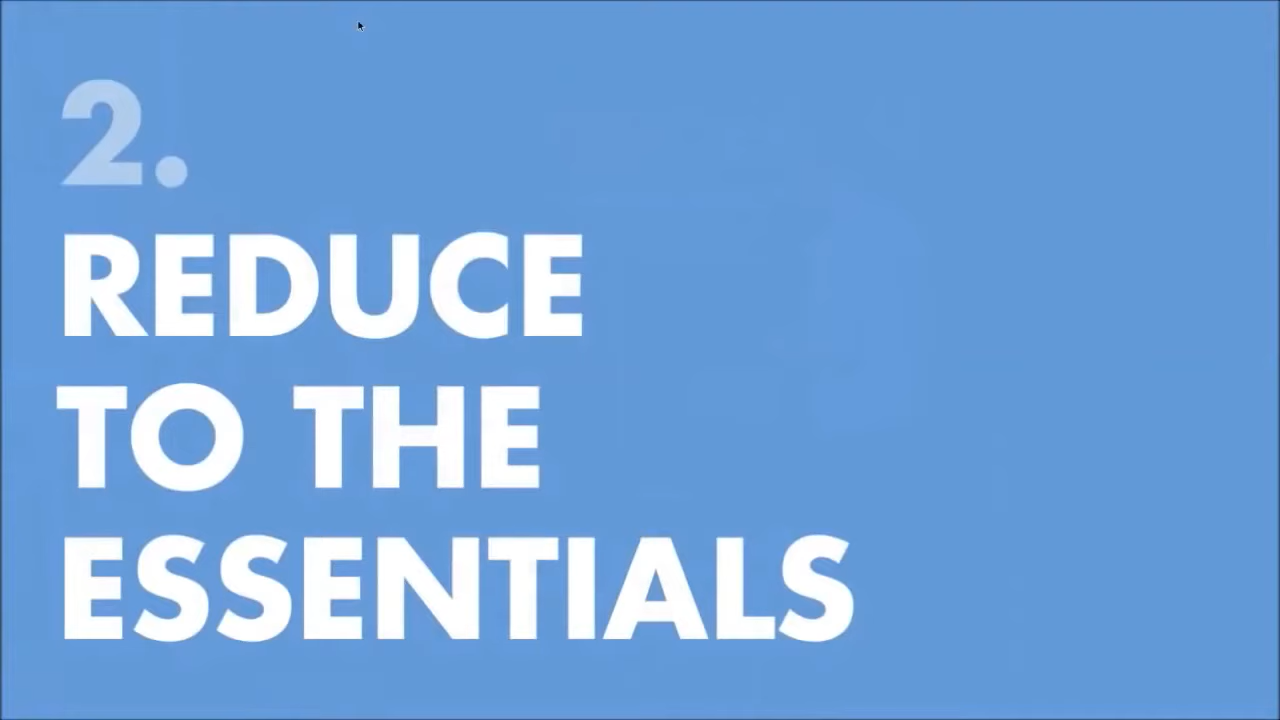 2.
REDUCE
TO THE
ESSENTIALS